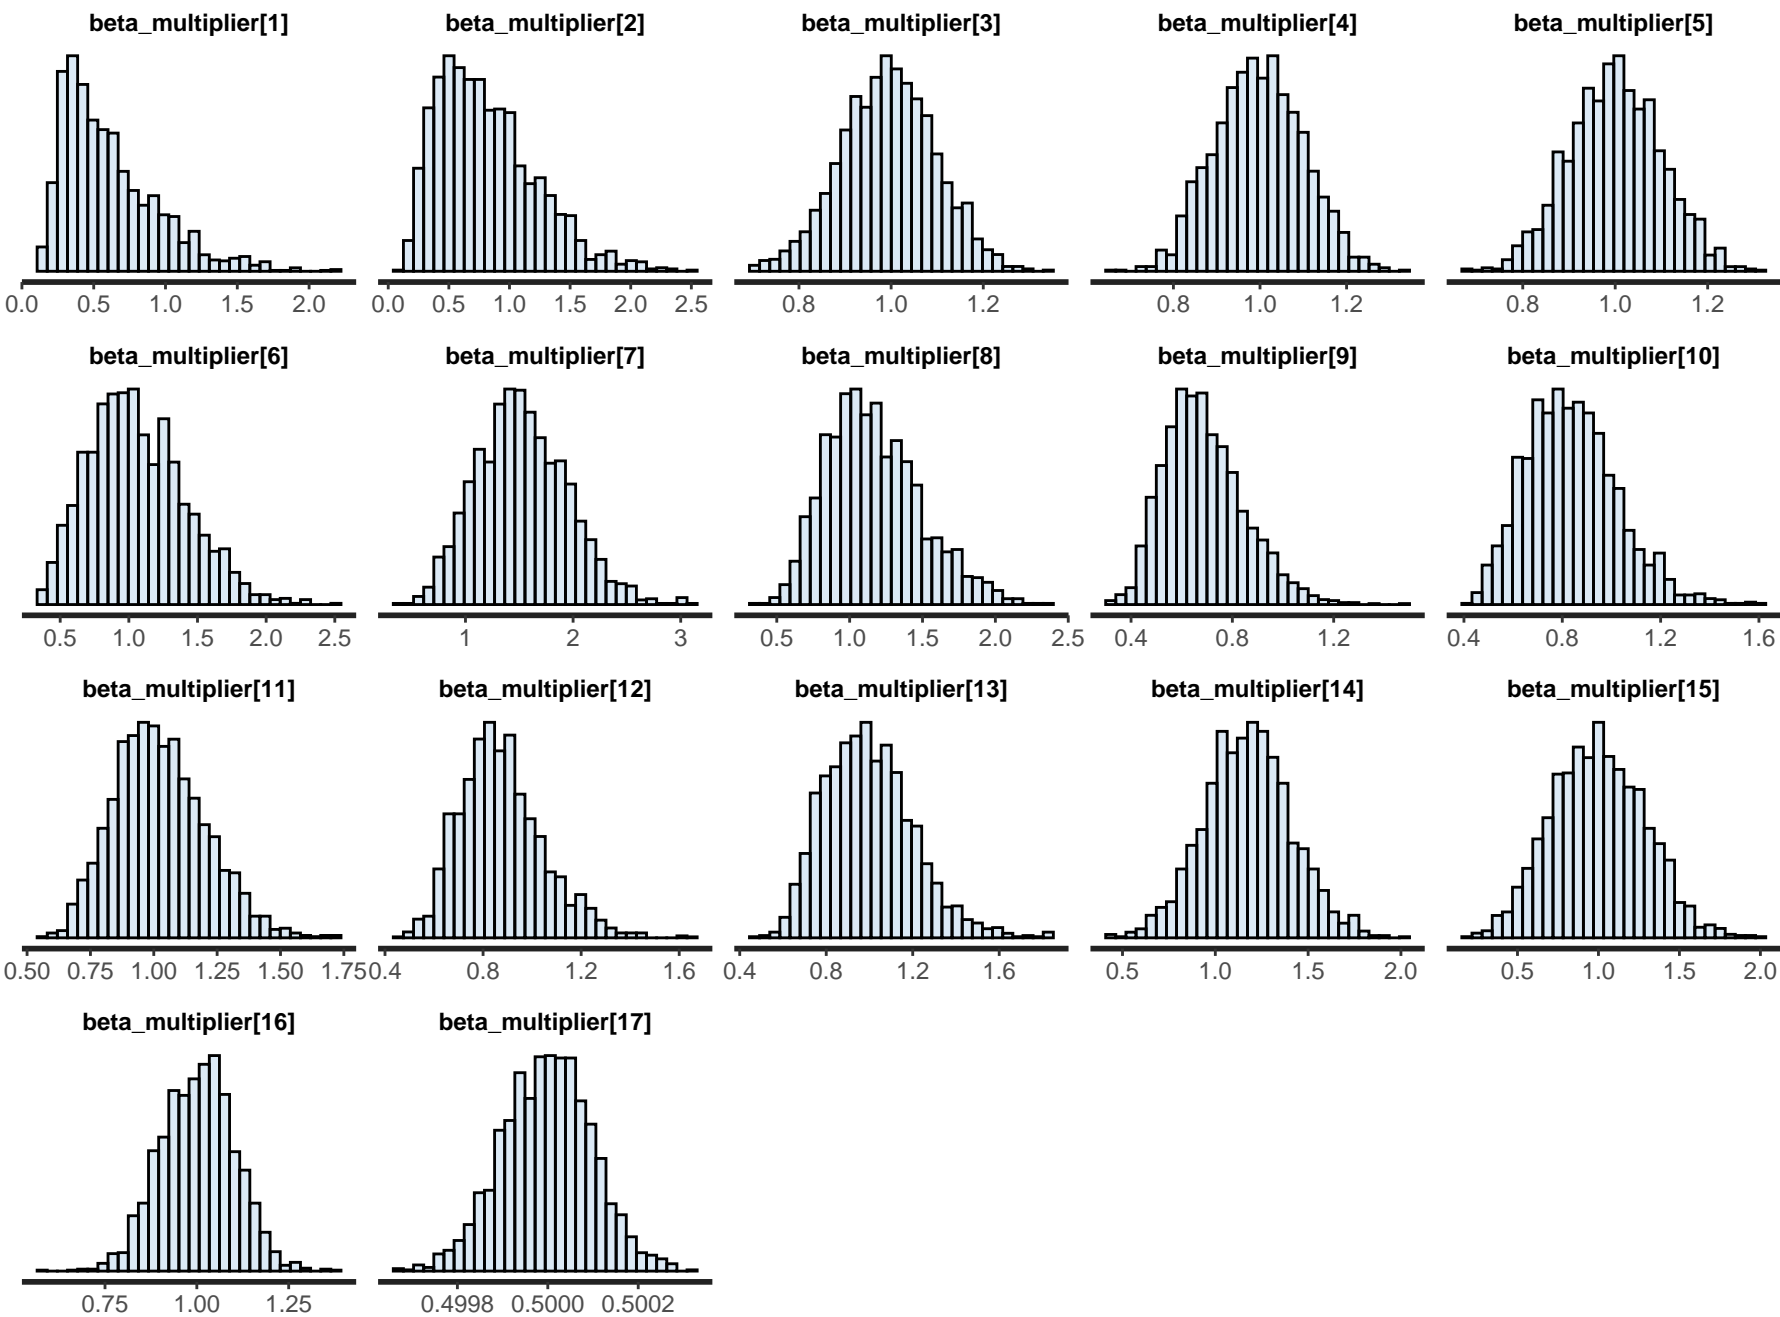 beta_multiplier[1] beta_multiplier[2] beta_multiplier[3] beta_multiplier[4] beta_multiplier[5]
0.0 0.5 1.0 1.5 2.0 0.0 0.5 1.0 1.5 2.0 2.5 0.8 1.0 1.2 0.8 1.0 1.2 0.8 1.0 1.2
beta_multiplier[6] beta_multiplier[7] beta_multiplier[8] beta_multiplier[9] beta_multiplier[10]
0.5 1.0 1.5 2.0 2.5 1 2 3 0.5 1.0 1.5 2.0 2.5 0.4 0.8 1.2 0.4 0.8 1.2 1.6
beta_multiplier[11] beta_multiplier[12] beta_multiplier[13] beta_multiplier[14] beta_multiplier[15]
0.50 0.75 1.00 1.25 1.50 1.75 0.4 0.8 1.2 1.6 0.4 0.8 1.2 1.6 0.5 1.0 1.5 2.0 0.5 1.0 1.5 2.0
beta_multiplier[16] beta_multiplier[17]
0.75 1.00 1.25 0.4998 0.5000 0.5002